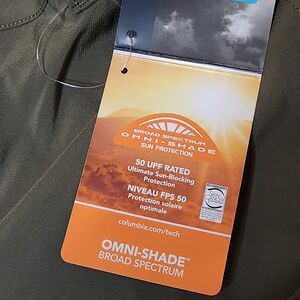 BROAD SPECTRUM
OMNI-SHADE
SUN PROTECTION
50 UPF RATED
Ultimate Sun-Blocking
Protection
NIVEAU FPS 50
Protection solaire
optimale
columbia.com/tech
OMNI-SHADE™
BROAD SPECTRUM